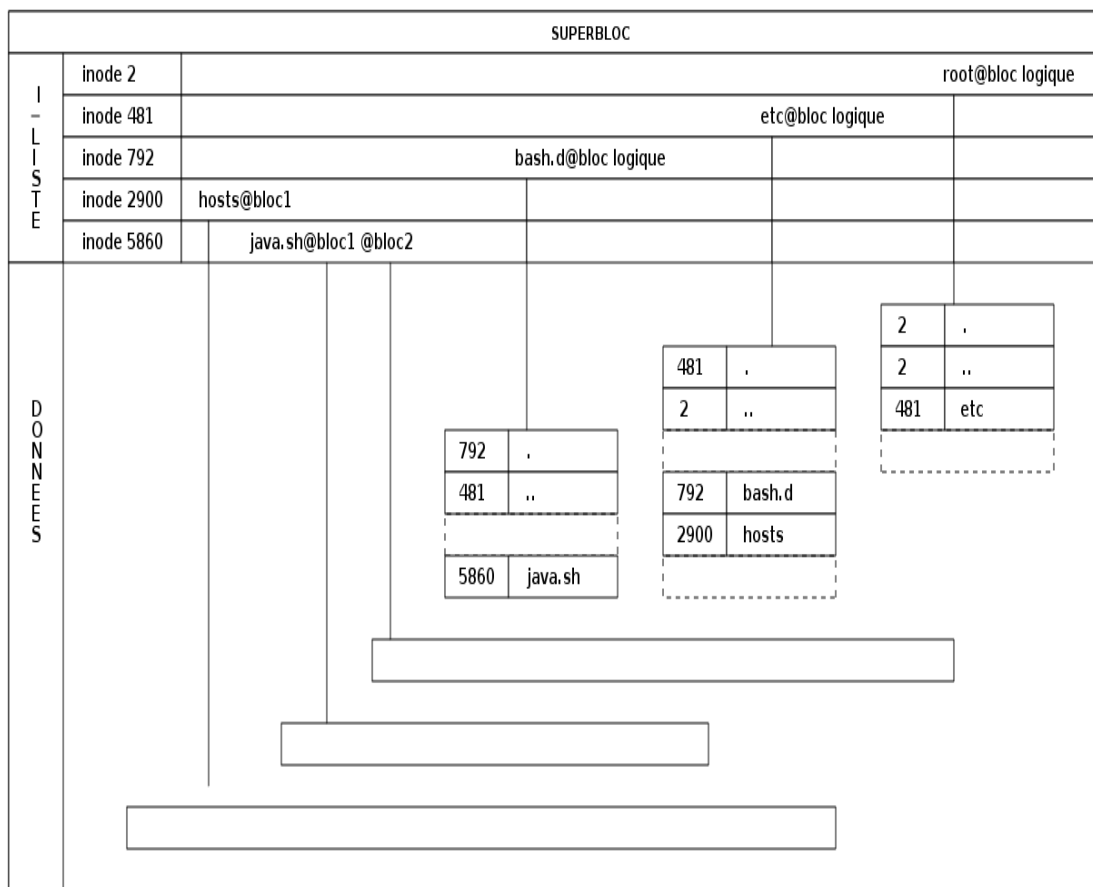 SUPERBLOC
I-LISTE
inode 2 root@bloc logique
inode 481 etc@bloc logique
inode 792 bash.d@bloc logique
inode 2900 hosts@bloc1
inode 5860 java.sh@bloc1 @bloc2
DONNEES
2 .
2 ..
481 etc
481 .
2 ..
792 bash.d
2900 hosts
792 .
481 ..
5860 java.sh